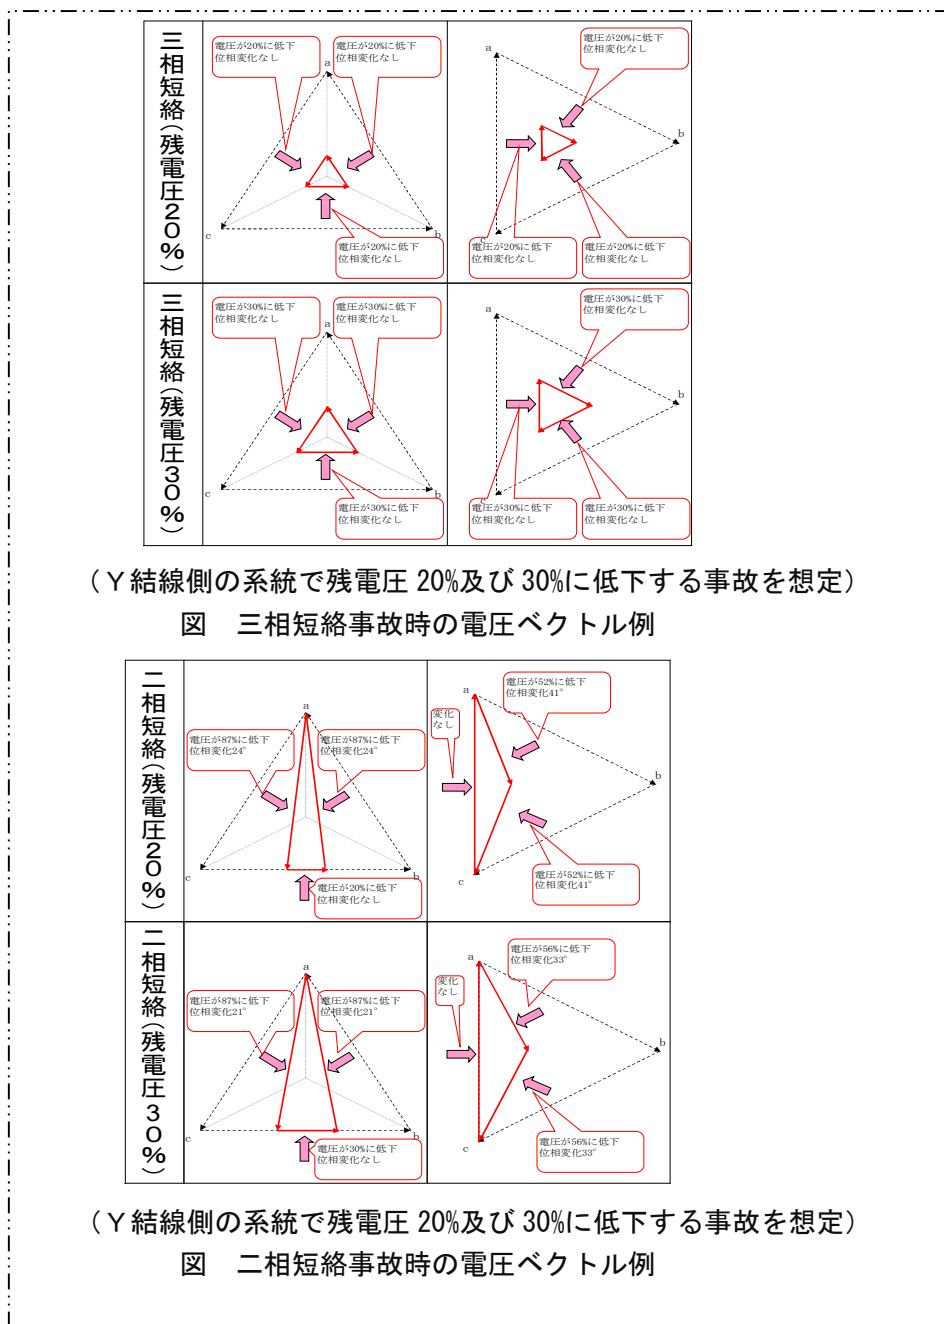 三相短絡(残電圧20%)
電圧が20%に低下
位相変化なし
電圧が20%に低下
位相変化なし
a
c
b
電圧が20%に低下
位相変化なし
電圧が20%に低下
位相変化なし
a
b
c
電圧が20%に低下
位相変化なし
電圧が20%に低下
位相変化なし
三相短絡(残電圧30%)
電圧が30%に低下
位相変化なし
電圧が30%に低下
位相変化なし
a
c
b
電圧が30%に低下
位相変化なし
電圧が30%に低下
位相変化なし
a
b
c
電圧が30%に低下
位相変化なし
電圧が30%に低下
位相変化なし
(Y結線側の系統で残電圧20%及び30%に低下する事故を想定)
図 三相短絡事故時の電圧ベクトル例
二相短絡(残電圧20%)
a
電圧が87%に低下
位相変化24°
電圧が87%に低下
位相変化24°
c
b
電圧が20%に低下
位相変化なし
a
電圧が52%に低下
位相変化41°
変化
なし
b
c
電圧が52%に低下
位相変化41°
二相短絡(残電圧30%)
a
電圧が87%に低下
位相変化21°
電圧が87%に低下
位相変化21°
c
b
電圧が30%に低下
位相変化なし
a
電圧が56%に低下
位相変化33°
変化
なし
b
c
電圧が56%に低下
位相変化33°
(Y結線側の系統で残電圧20%及び30%に低下する事故を想定)
図 二相短絡事故時の電圧ベクトル例